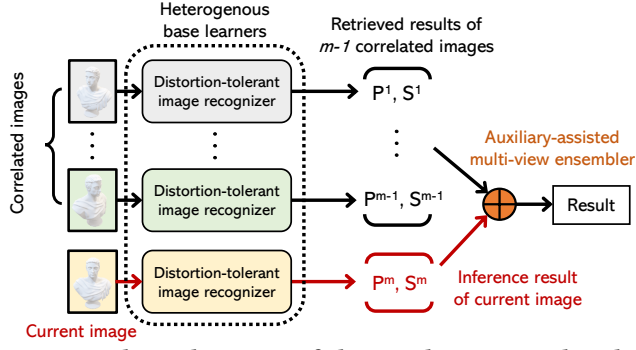 Heterogenous
base learners
Retrieved results of
m-1 correlated images
Correlated images
Distortion-tolerant
image recognizer
P1, S1
Distortion-tolerant
image recognizer
Pm-1, Sm-1
Auxiliary-assisted
multi-view ensembler
Result
Distortion-tolerant
image recognizer
Pm, Sm
Inference result
of current image
Current image